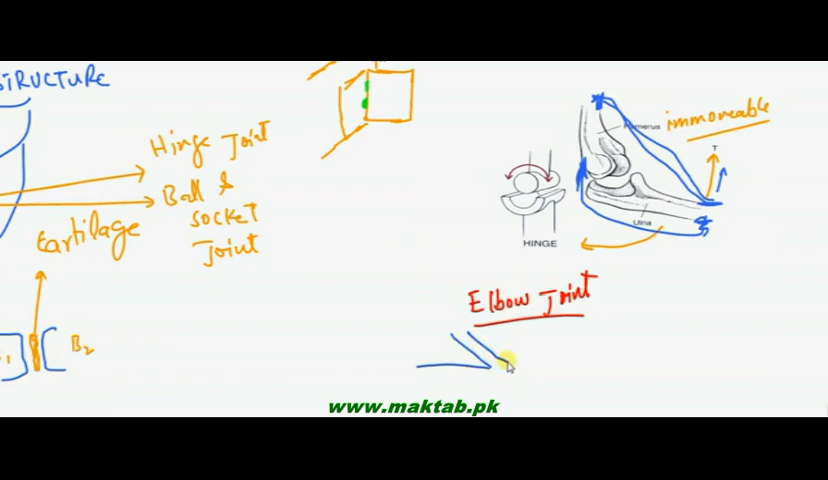 STRUCTURE
Hinge Joint
Ball &
SOCKET
Joint
Cartilage
B2
Humerus
immoveable
T
Ulna
HINGE
Elbow Joint
www.maktab.pk